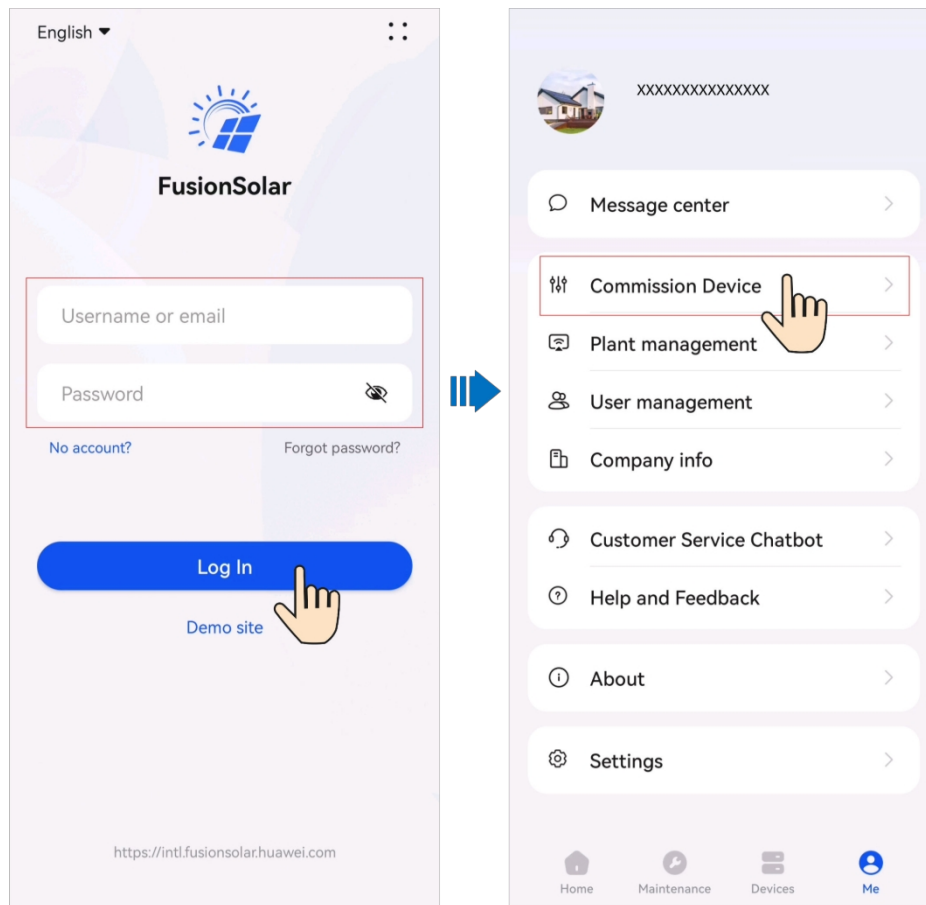 English
FusionSolar
Username or email
Password
No account?
Forgot password?
Log In
Demo site
https://intl.fusionsolar.huawei.com
xxxxxxxxxxxxxxx
Message center
Commission Device
Plant management
User management
Company info
Customer Service Chatbot
Help and Feedback
About
Settings
Home
Maintenance
Devices
Me